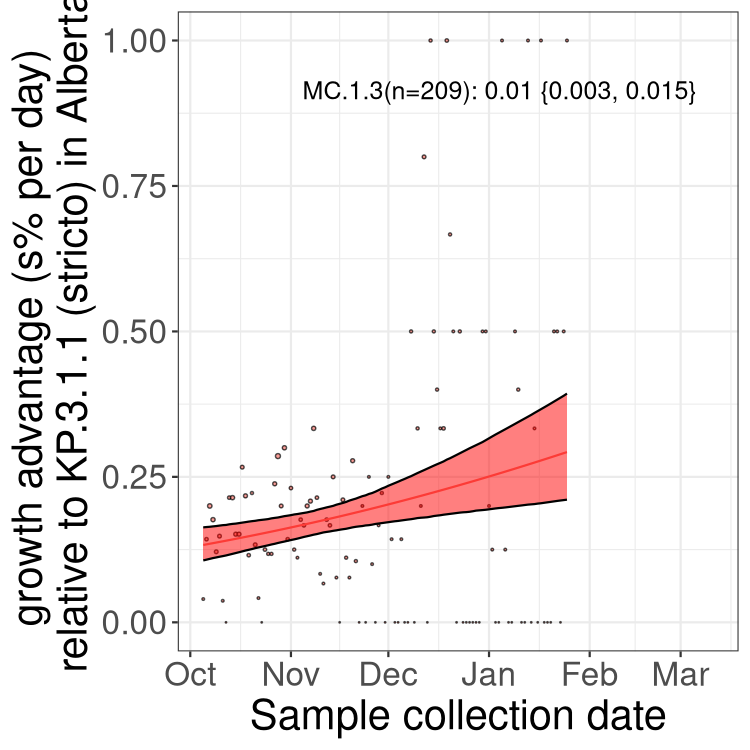 growth advantage (s% per day)
relative to KP.3.1.1 (stricto) in Alberta
1.00
0.75
0.50
0.25
0.00
MC.1.3(n=209): 0.01 {0.003, 0.015}
Oct Nov Dec Jan Feb Mar
Sample collection date